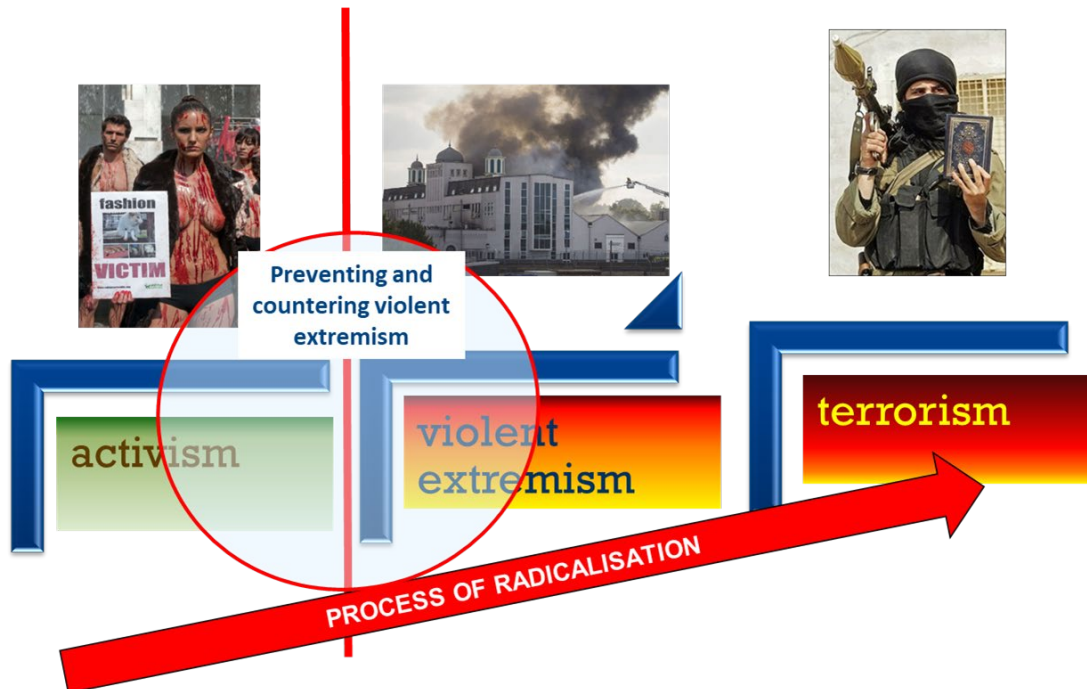 fashion
VICTIM
Preventing and
countering violent
extremism
activism
violent
extremism
terrorism
PROCESS OF RADICALISATION